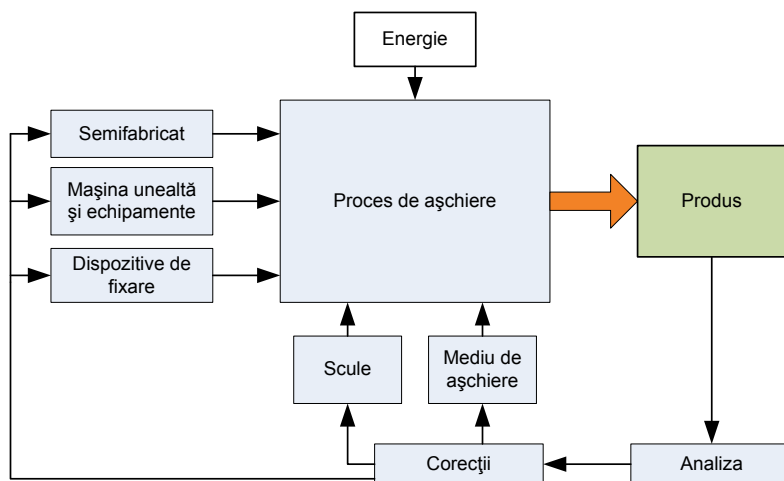 Energie
Semifabricat
Maşina unealtă
şi echipamente
Dispozitive de
fixare
Proces de aşchiere
Produs
Scule
Mediu de
aşchiere
Corecţii
Analiza